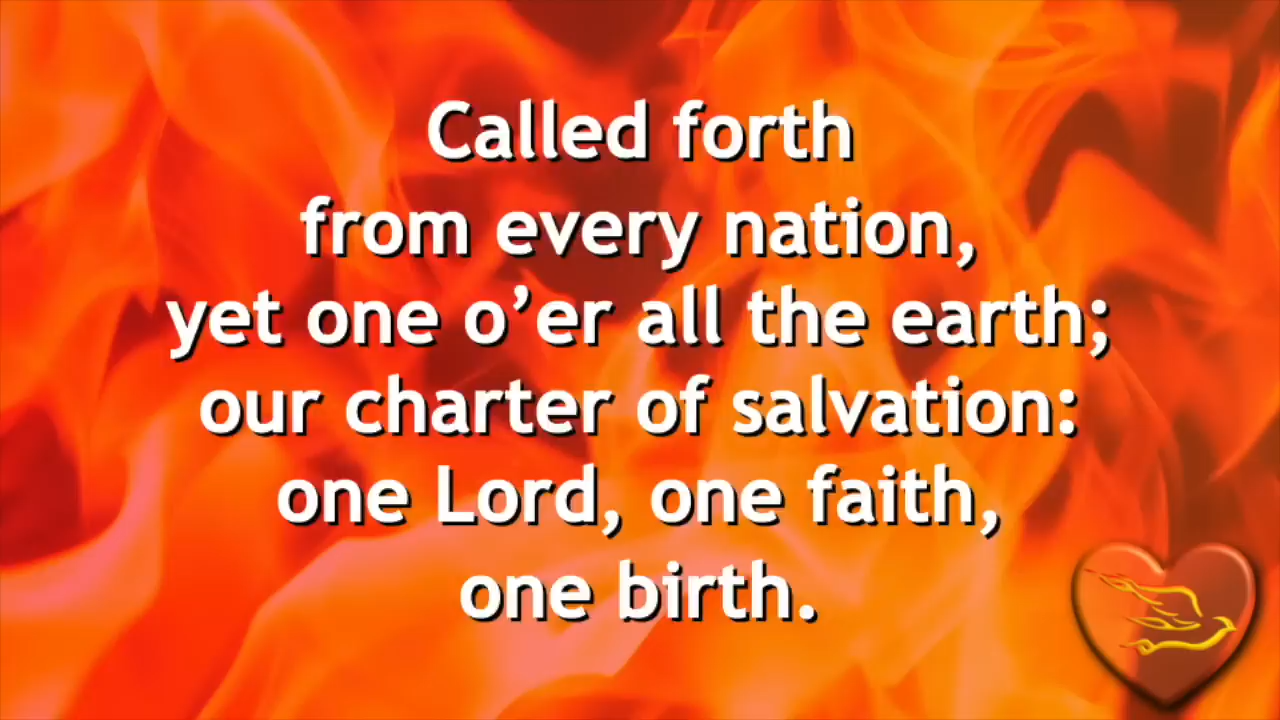 Called forth
from every nation,
yet one o’er all the earth;
our charter of salvation:
one Lord, one faith,
one birth.